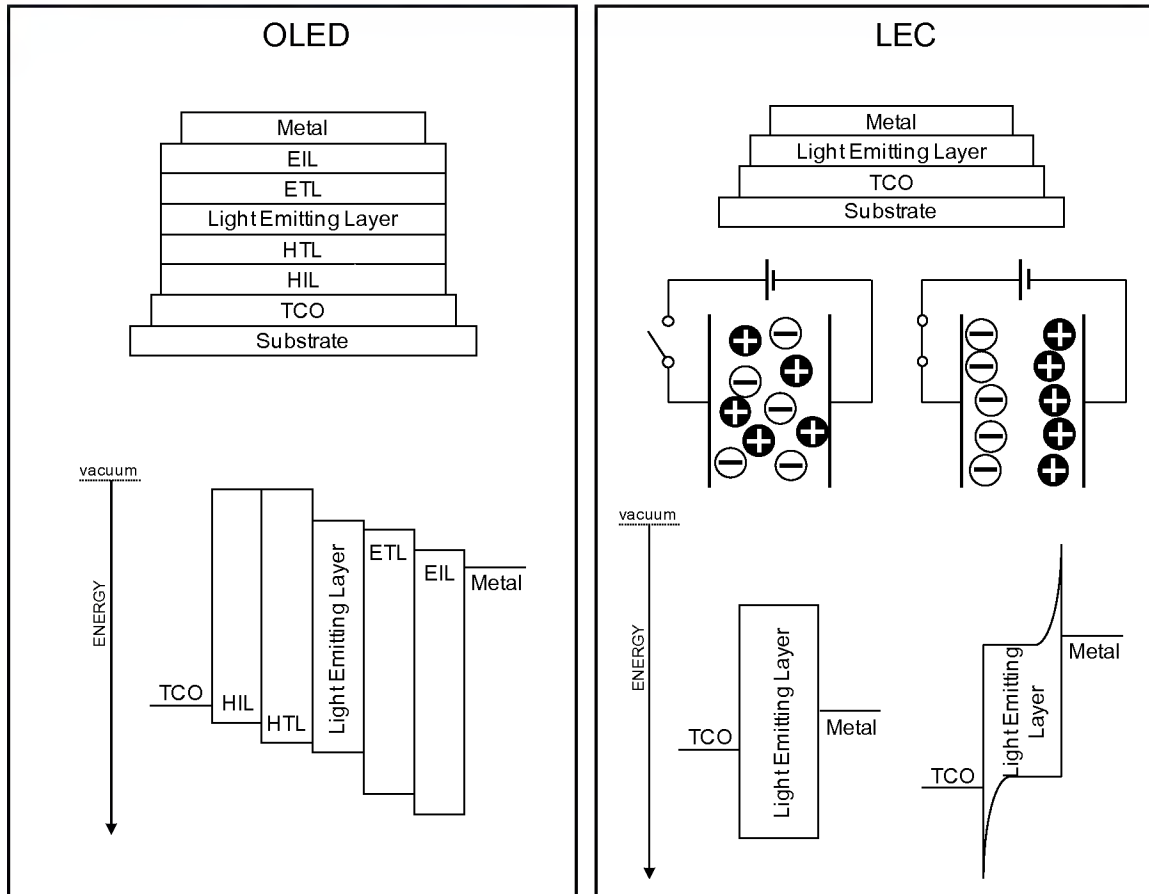 OLED
Metal
EIL
ETL
Light Emitting Layer
HTL
HIL
TCO
Substrate
vacuum
ENERGY
TCO
HIL
HTL
Light Emitting Layer
ETL
EIL
Metal
LEC
Metal
Light Emitting Layer
TCO
Substrate
vacuum
ENERGY
TCO
Light Emitting Layer
Metal
TCO
Light Emitting
Layer
Metal